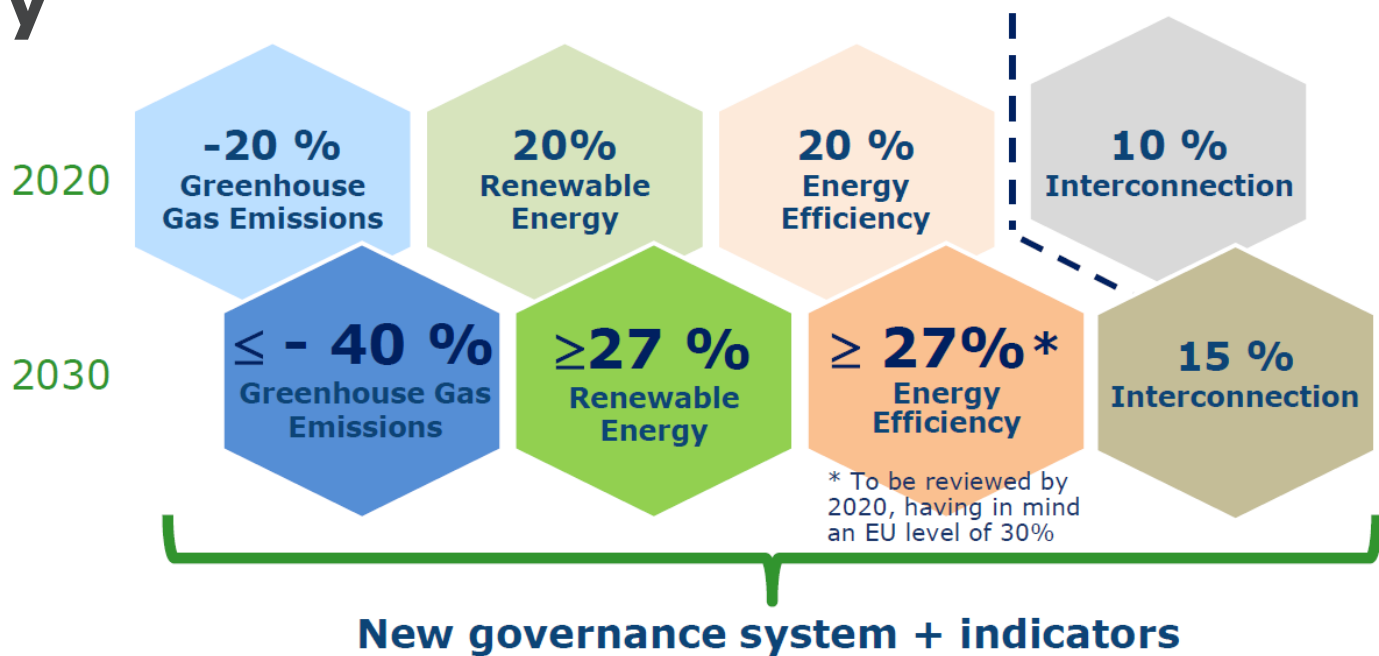 y
2020
-20 %
Greenhouse
Gas Emissions
20%
Renewable
Energy
20 %
Energy
Efficiency
10 %
Interconnection
2030
≤ - 40 %
Greenhouse Gas
Emissions
≥27 %
Renewable
Energy
≥ 27%*
Energy
Efficiency
* To be reviewed by
2020, having in mind
an EU level of 30%
15 %
Interconnection
New governance system + indicators